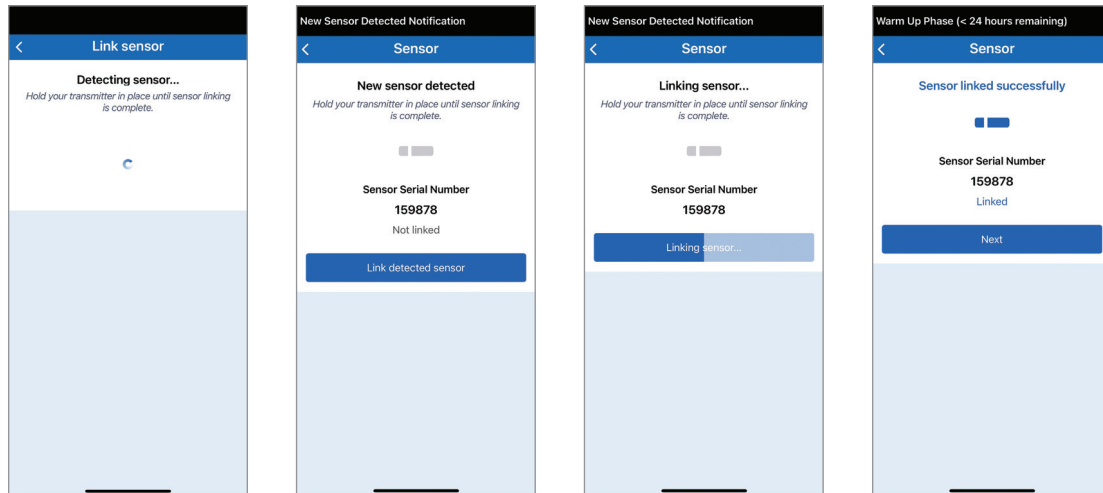 Link sensor
Detecting sensor...
Hold your transmitter in place until sensor linking
is complete.
New Sensor Detected Notification
Sensor
New sensor detected
Hold your transmitter in place until sensor linking
is complete.
Sensor Serial Number
159878
Not linked
Link detected sensor
New Sensor Detected Notification
Sensor
Linking sensor...
Hold your transmitter in place until sensor linking
is complete.
Sensor Serial Number
159878
Linking sensor...
Warm Up Phase (< 24 hours remaining)
Sensor
Sensor linked successfully
Sensor Serial Number
159878
Linked
Next